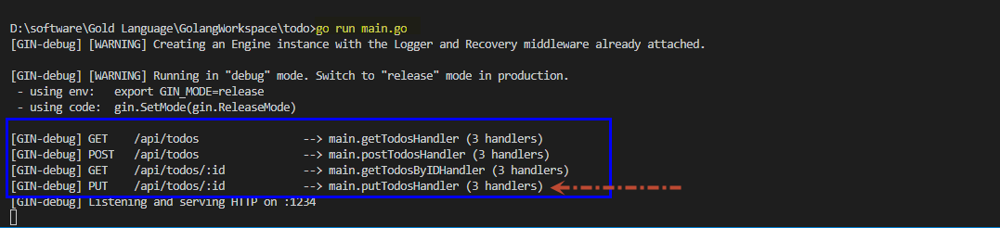 D:\software\Gold Language\GolangWorkspace\todo>go run main.go
[GIN-debug] [WARNING] Creating an Engine instance with the Logger and Recovery middleware already attached.
[GIN-debug] [WARNING] Running in "debug" mode. Switch to "release" mode in production.
- using env:   export GIN_MODE=release
- using code:  gin.SetMode(gin.ReleaseMode)
[GIN-debug] GET    /api/todos                --> main.getTodosHandler (3 handlers)
[GIN-debug] POST   /api/todos                --> main.postTodosHandler (3 handlers)
[GIN-debug] GET    /api/todos/:id            --> main.getTodosByIDHandler (3 handlers)
[GIN-debug] PUT    /api/todos/:id            --> main.putTodosHandler (3 handlers)
[GIN-debug] Listening and serving HTTP on :1234